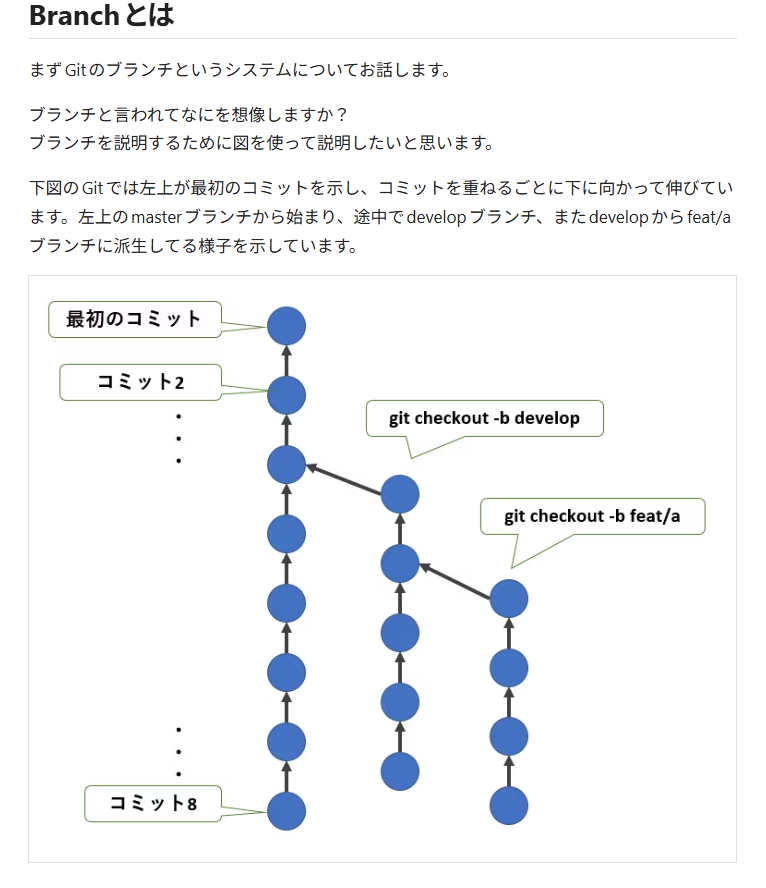 Branchとは
まずGitのブランチというシステムについてお話します。
ブランチと言われてなにを想像しますか？
ブランチを説明するために図を使って説明したいと思います。
下図のGitでは左上が最初のコミットを示し、コミットを重ねるごとに下に向かって伸びてい
ます。左上のmasterブランチから始まり、途中でdevelopブランチ、またdevelopからfeat/a
ブランチに派生してる様子を示しています。
最初のコミット
コミット2
git checkout -b develop
git checkout -b feat/a
コミット8